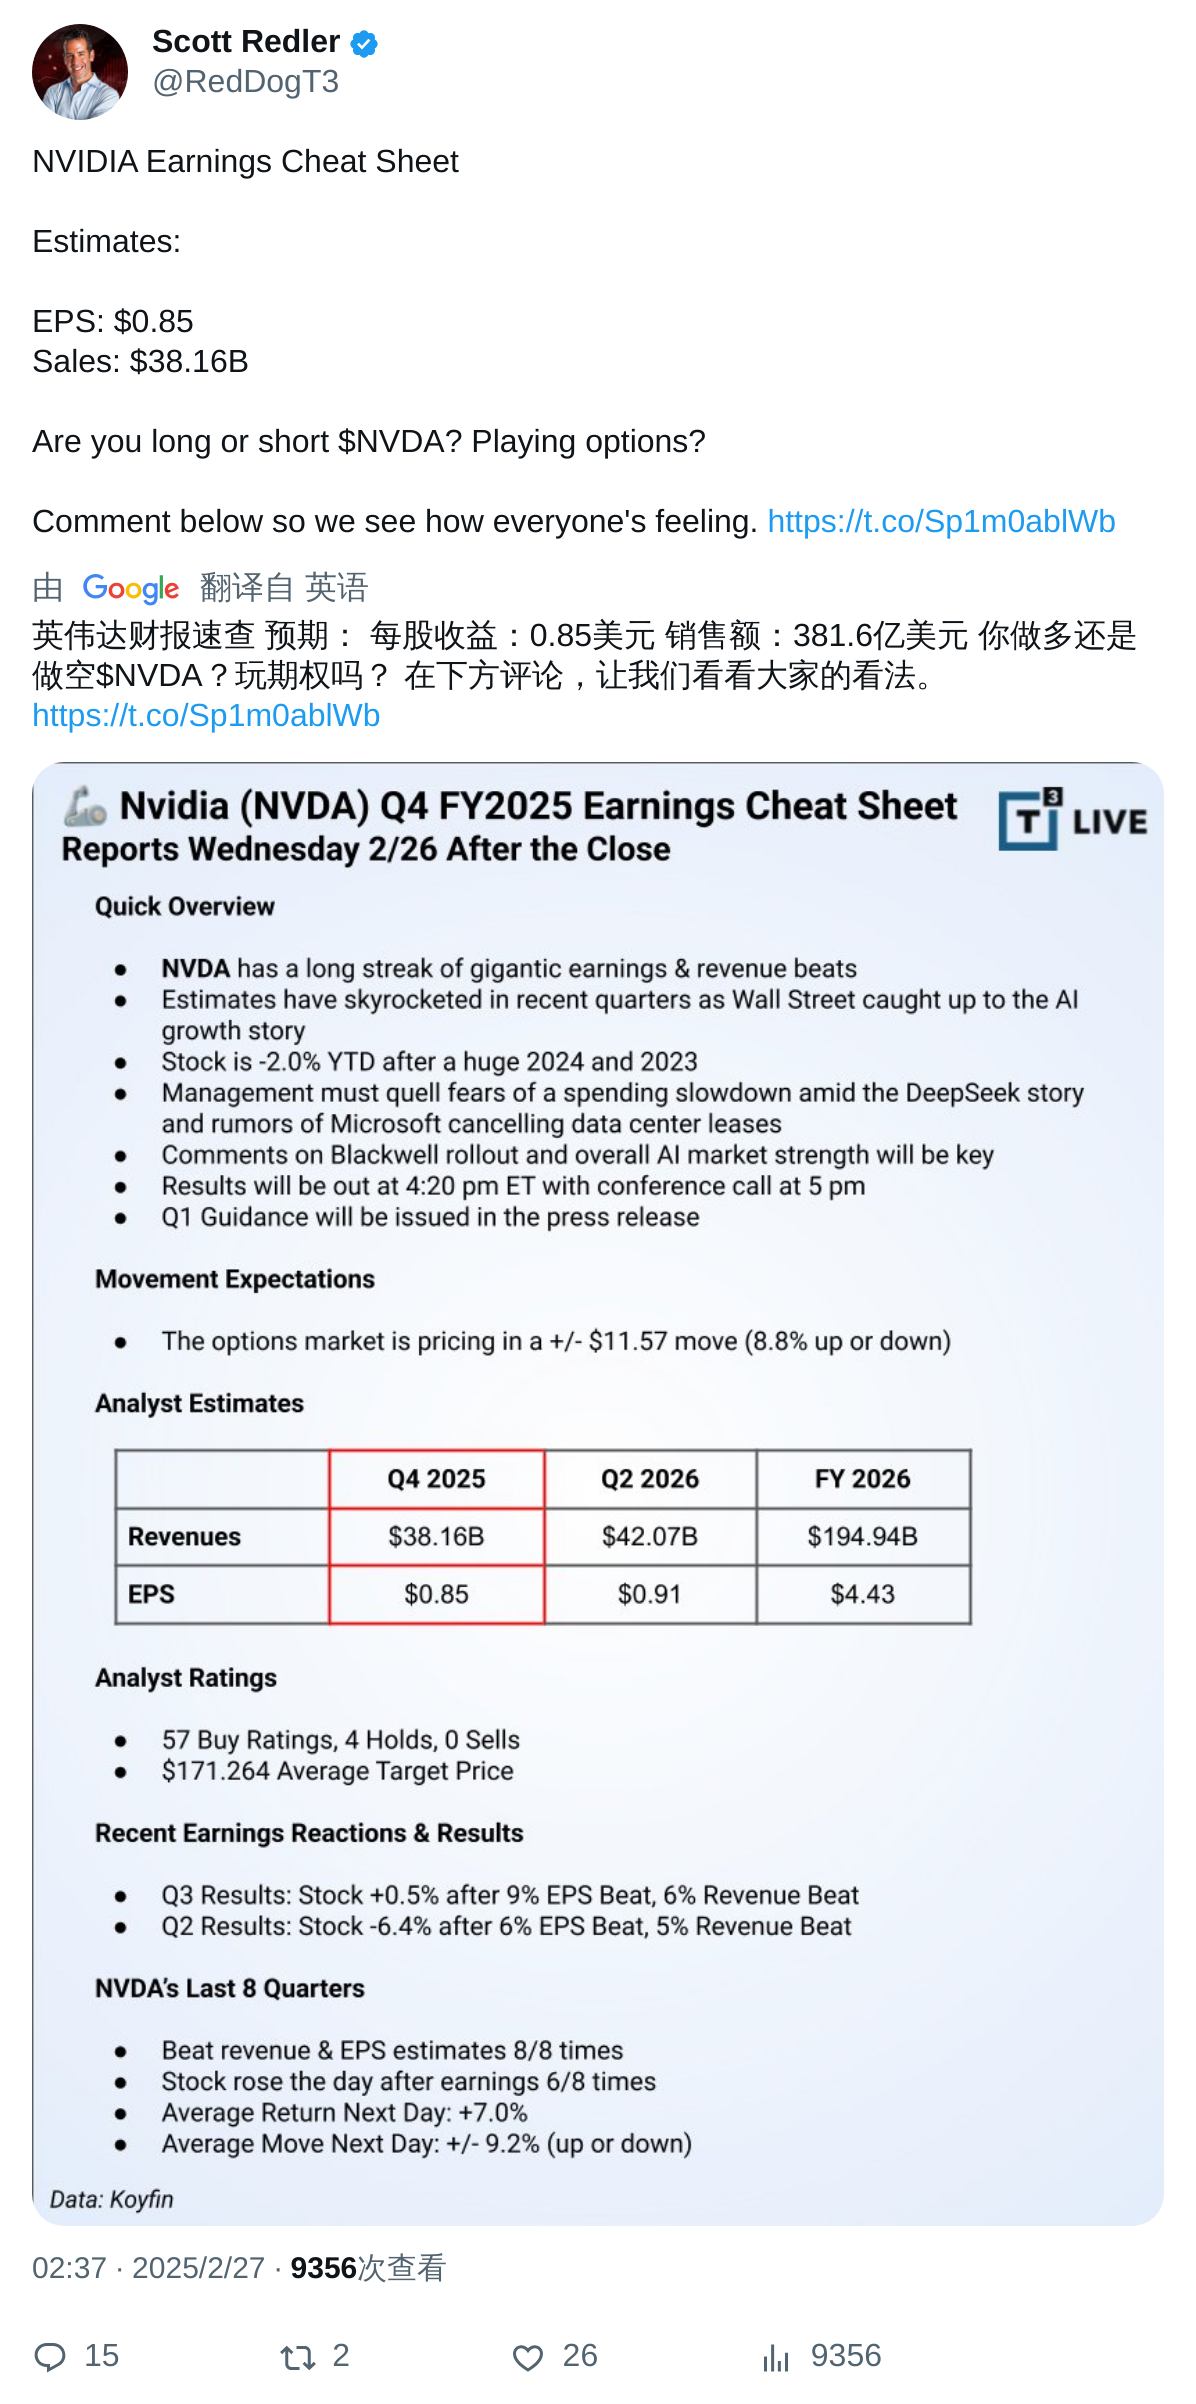 Scott Redler
@RedDogT3
NVIDIA Earnings Cheat Sheet
Estimates:
EPS: $0.85
Sales: $38.16B
Are you long or short $NVDA? Playing options?
Comment below so we see how everyone's feeling. https://t.co/Sp1m0ablWb
由 Google 翻译自 英语
英伟达财报速查 预期： 每股收益：0.85美元 销售额：381.6亿美元 你做多还是
做空$NVDA？玩期权吗？ 在下方评论，让我们看看大家的看法。
https://t.co/Sp1m0ablWb
Nvidia (NVDA) Q4 FY2025 Earnings Cheat Sheet
T3 LIVE
Reports Wednesday 2/26 After the Close
Quick Overview
● NVDA has a long streak of gigantic earnings & revenue beats
● Estimates have skyrocketed in recent quarters as Wall Street caught up to the AI
growth story
● Stock is -2.0% YTD after a huge 2024 and 2023
● Management must quell fears of a spending slowdown amid the DeepSeek story
and rumors of Microsoft cancelling data center leases
● Comments on Blackwell rollout and overall AI market strength will be key
● Results will be out at 4:20 pm ET with conference call at 5 pm
● Q1 Guidance will be issued in the press release
Movement Expectations
● The options market is pricing in a +/- $11.57 move (8.8% up or down)
Analyst Estimates
Q4 2025 Q2 2026 FY 2026
Revenues $38.16B $42.07B $194.94B
EPS $0.85 $0.91 $4.43
Analyst Ratings
● 57 Buy Ratings, 4 Holds, 0 Sells
● $171.264 Average Target Price
Recent Earnings Reactions & Results
● Q3 Results: Stock +0.5% after 9% EPS Beat, 6% Revenue Beat
● Q2 Results: Stock -6.4% after 6% EPS Beat, 5% Revenue Beat
NVDA's Last 8 Quarters
● Beat revenue & EPS estimates 8/8 times
● Stock rose the day after earnings 6/8 times
● Average Return Next Day: +7.0%
● Average Move Next Day: +/- 9.2% (up or down)
Data: Koyfin
02:37 · 2025/2/27 · 9356次查看
15 2 26 9356